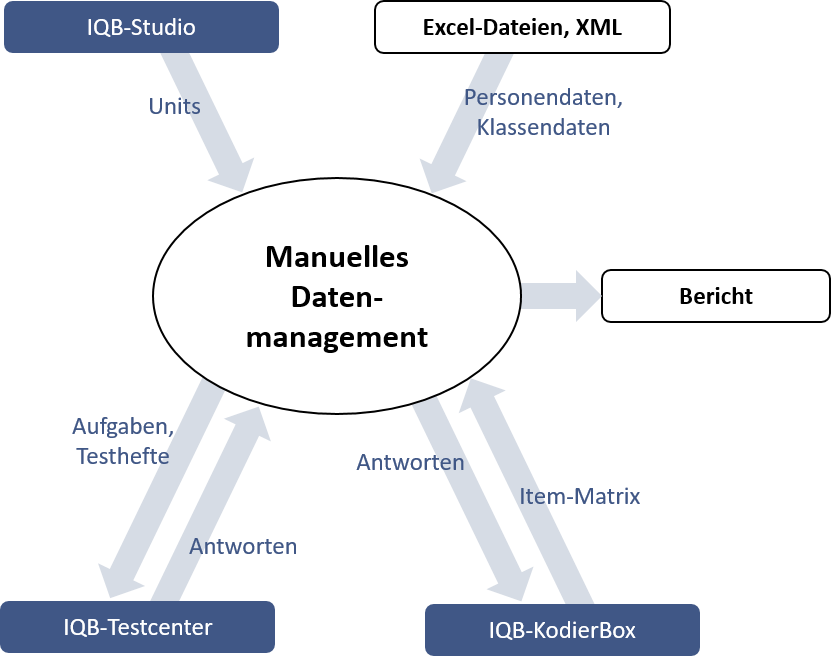 IQB-Studio
Excel-Dateien, XML
Units
Personendaten,
Klassendaten
Manuelles
Daten-
management
Bericht
Aufgaben,
Testhefte
Antworten
Antworten
Item-Matrix
IQB-Testcenter
IQB-KodierBox